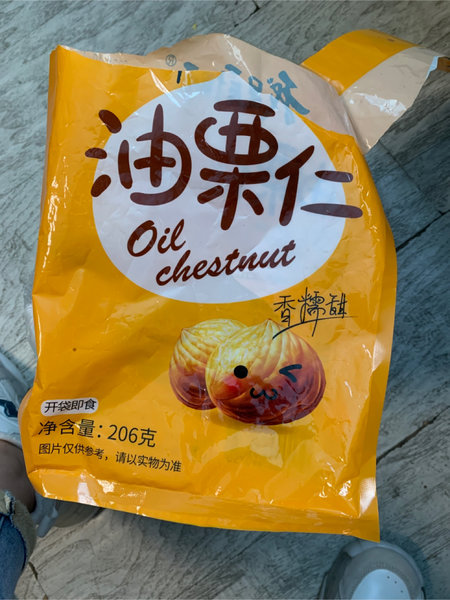 油栗仁
Oil
chestnut
香糯甜
开袋即食
净含量: 206克
图片仅供参考，请以实物为准